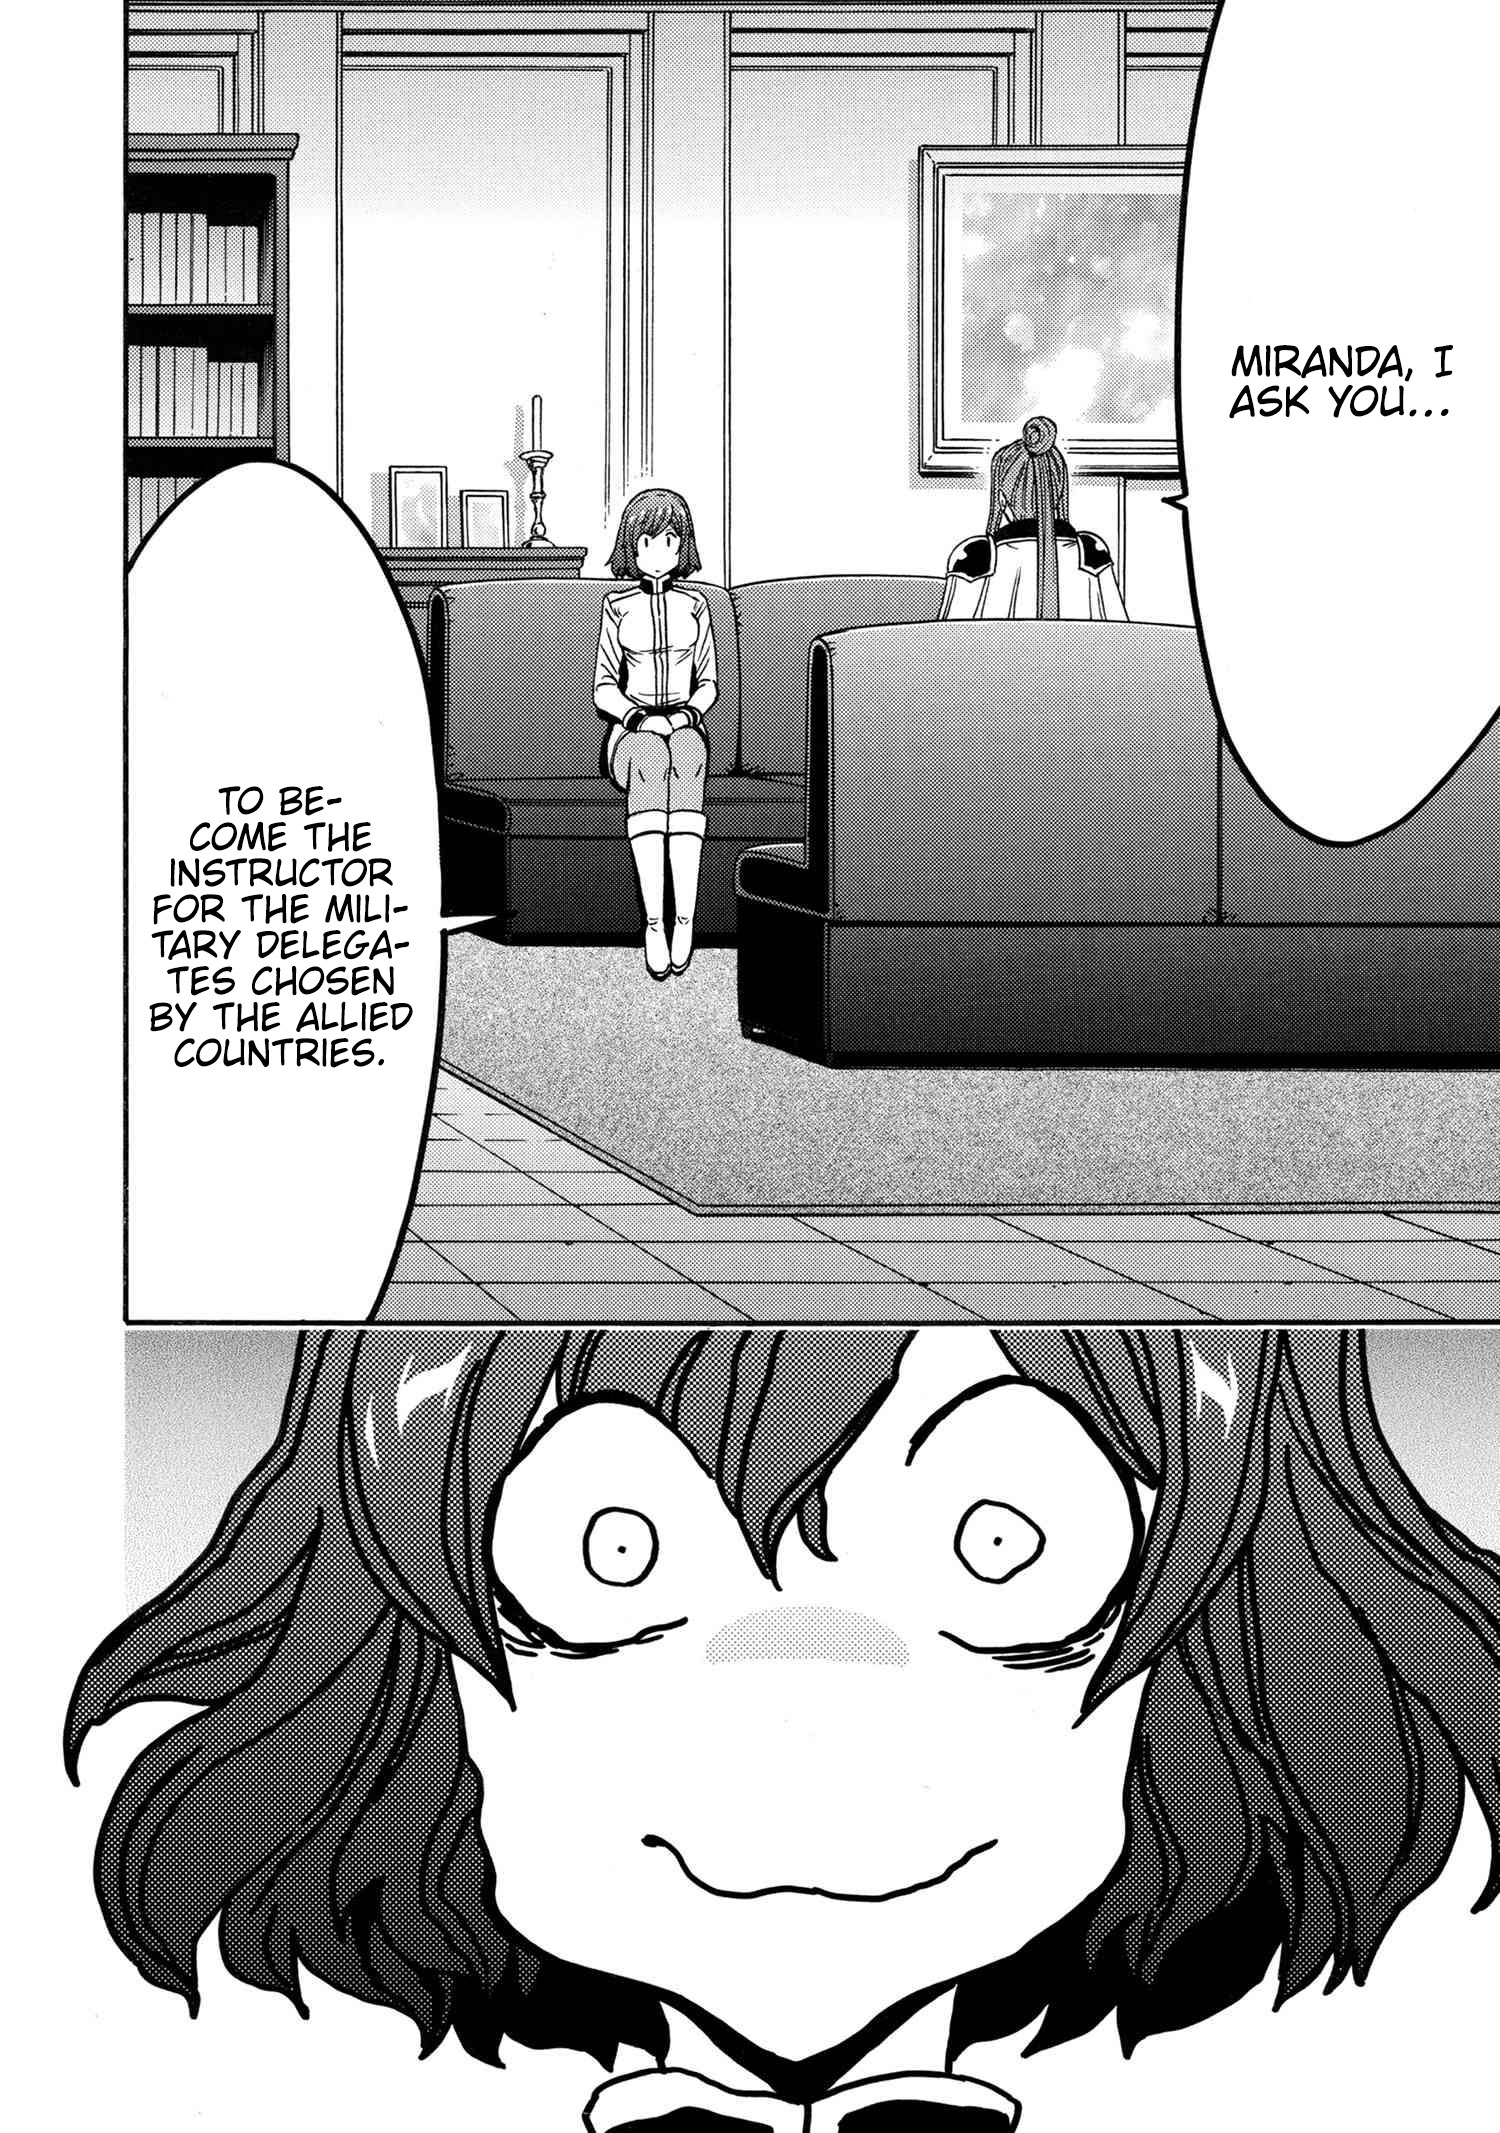 MIRANDA, I
ASK YOU...
TO BE-
COME THE
INSTRUCTOR
FOR THE MILI-
TARY DELEGA-
TES CHOSEN
BY THE ALLIED
COUNTRIES.